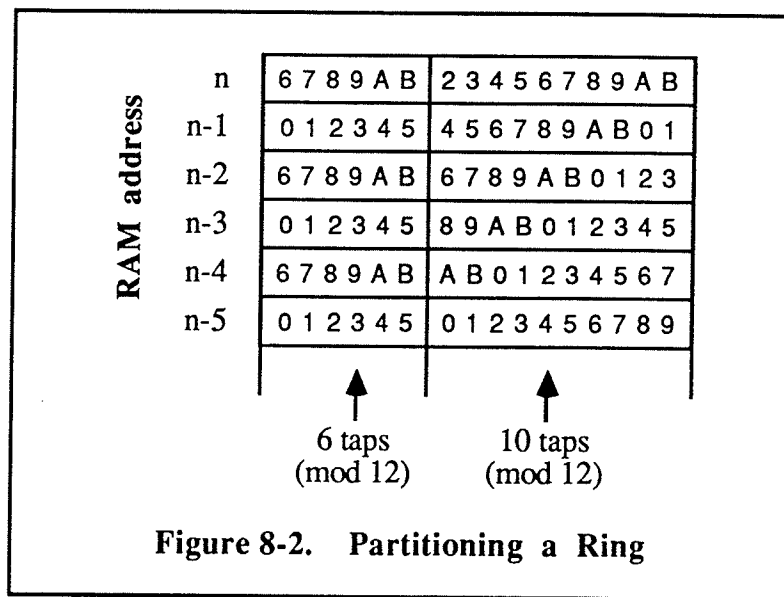 RAM address
n 6 7 8 9 A B 2 3 4 5 6 7 8 9 A B
n-1 0 1 2 3 4 5 4 5 6 7 8 9 A B 0 1
n-2 6 7 8 9 A B 6 7 8 9 A B 0 1 2 3
n-3 0 1 2 3 4 5 8 9 A B 0 1 2 3 4 5
n-4 6 7 8 9 A B A B 0 1 2 3 4 5 6 7
n-5 0 1 2 3 4 5 0 1 2 3 4 5 6 7 8 9
6 taps 10 taps
(mod 12) (mod 12)
Figure 8-2. Partitioning a Ring